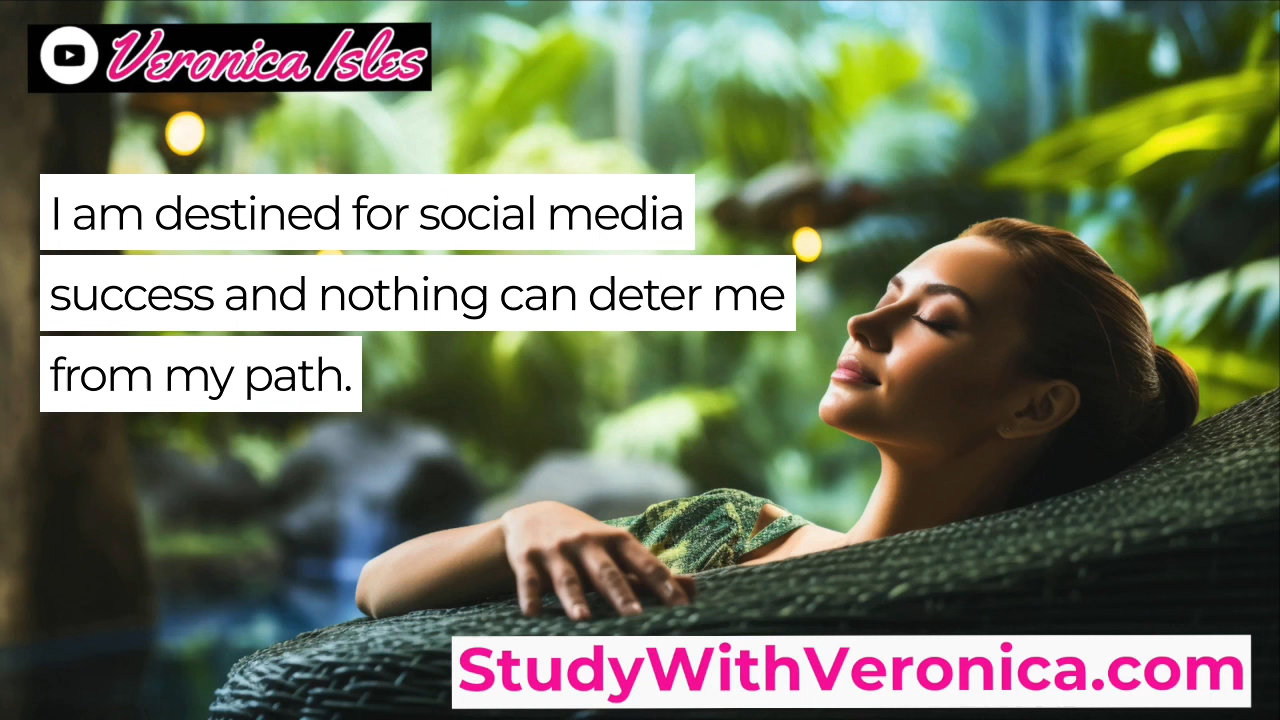 Veronica Isles
I am destined for social media
success and nothing can deter me
from my path.
StudyWithVeronica.com